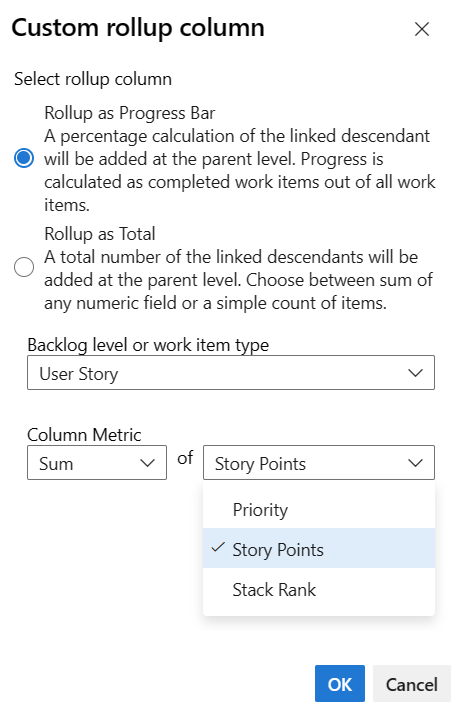 Custom rollup column
Select rollup column
Rollup as Progress Bar
A percentage calculation of the linked descendant
will be added at the parent level. Progress is
calculated as completed work items out of all work
items.
Rollup as Total
A total number of the linked descendants will be
added at the parent level. Choose between sum of
any numeric field or a simple count of items.
Backlog level or work item type
User Story
Column Metric
Sum of Story Points
Priority
Story Points
Stack Rank
OK Cancel